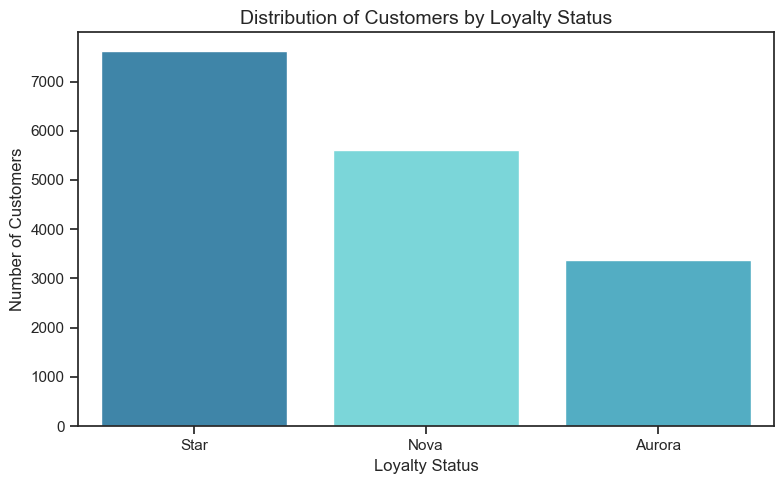 Distribution of Customers by Loyalty Status
Number of Customers
7000
6000
5000
4000
3000
2000
1000
0
Star Nova Aurora
Loyalty Status